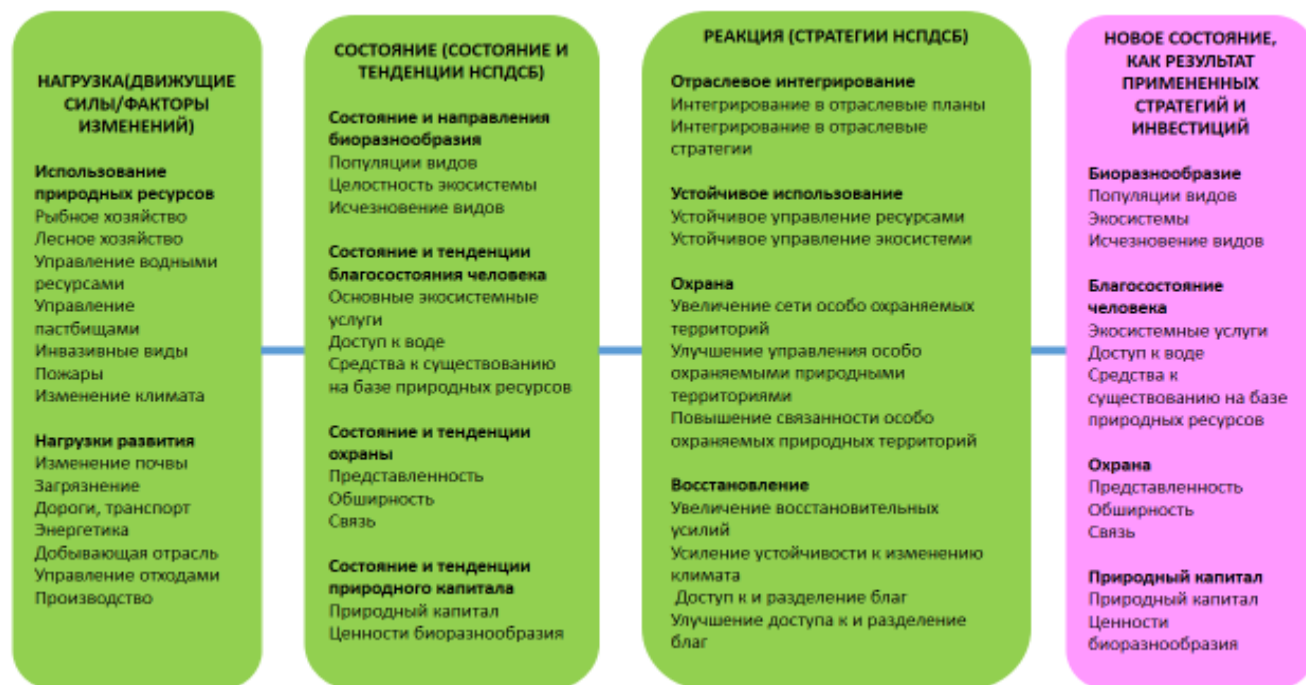 НАГРУЗКА(ДВИЖУЩИЕ
СИЛЫ/ФАКТОРЫ
ИЗМЕНЕНИЙ)
Использование
природных ресурсов
Рыбное хозяйство
Лесное хозяйство
Управление водными
ресурсами
Управление
пастбищами
Инвазивные виды
Пожары
Изменение климата
Нагрузки развития
Изменение почвы
Загрязнение
Дороги, транспорт
Энергетика
Добывающая отрасль
Управление отходами
Производство
СОСТОЯНИЕ (СОСТОЯНИЕ И
ТЕНДЕНЦИИ НСПДСБ)
Состояние и направления
биоразнообразия
Популяции видов
Целостность экосистемы
Исчезновение видов
Состояние и тенденции
благосостояния человека
Основные экосистемные
услуги
Доступ к воде
Средства к существованию
на базе природных ресурсов
Состояние и тенденции
охраны
Представленность
Обширность
Связь
Состояние и тенденции
природного капитала
Природный капитал
Ценности биоразнообразия
РЕАКЦИЯ (СТРАТЕГИИ НСПДСБ)
Отраслевое интегрирование
Интегрирование в отраслевые планы
Интегрирование в отраслевые
стратегии
Устойчивое использование
Устойчивое управление ресурсами
Устойчивое управление экосистеми
Охрана
Увеличение сети особо охраняемых
территорий
Улучшение управления особо
охраняемыми природными
территориями
Повышение связанности особо
охраняемых природных территорий
Восстановление
Увеличение восстановительных
усилий
Усиление устойчивости к изменению
климата
Доступ к и разделение благ
Улучшение доступа к и разделение
благ
НОВОЕ СОСТОЯНИЕ,
КАК РЕЗУЛЬТАТ
ПРИМЕНЕННЫХ
СТРАТЕГИЙ И
ИНВЕСТИЦИЙ
Биоразнообразие
Популяции видов
Экосистемы
Исчезновение видов
Благосостояние
человека
Экосистемные услуги
Доступ к воде
Средства к
существованию на базе
природных ресурсов
Охрана
Представленность
Обширность
Связь
Природный капитал
Природный капитал
Ценности
биоразнообразия